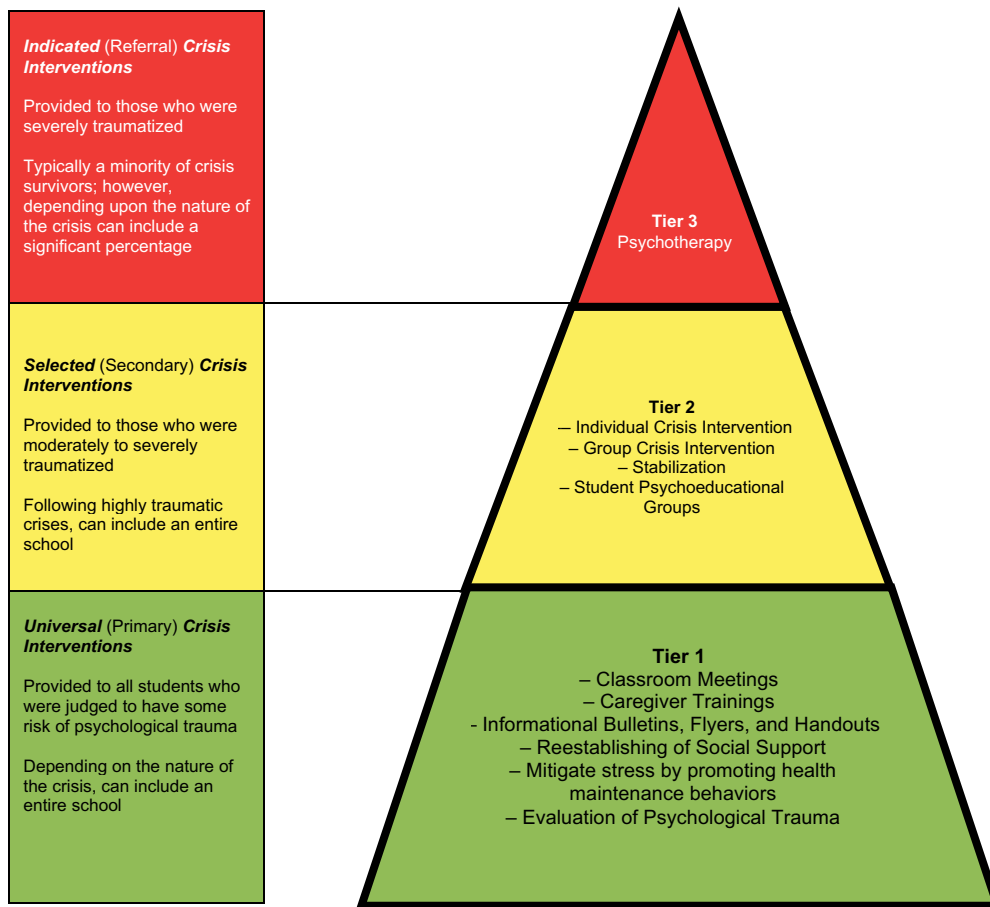 Indicated (Referral) Crisis
Interventions
Provided to those who were
severely traumatized
Typically a minority of crisis
survivors; however,
depending upon the nature of
the crisis can include a
significant percentage
Tier 3
Psychotherapy
Selected (Secondary) Crisis
Interventions
Provided to those who were
moderately to severely
traumatized
Following highly traumatic
crises, can include an entire
school
Tier 2
– Individual Crisis Intervention
– Group Crisis Intervention
– Stabilization
– Student Psychoeducational
Groups
Universal (Primary) Crisis
Interventions
Provided to all students who
were judged to have some
risk of psychological trauma
Depending on the nature of
the crisis, can include an
entire school
Tier 1
– Classroom Meetings
– Caregiver Trainings
- Informational Bulletins, Flyers, and Handouts
– Reestablishing of Social Support
– Mitigate stress by promoting health
maintenance behaviors
– Evaluation of Psychological Trauma